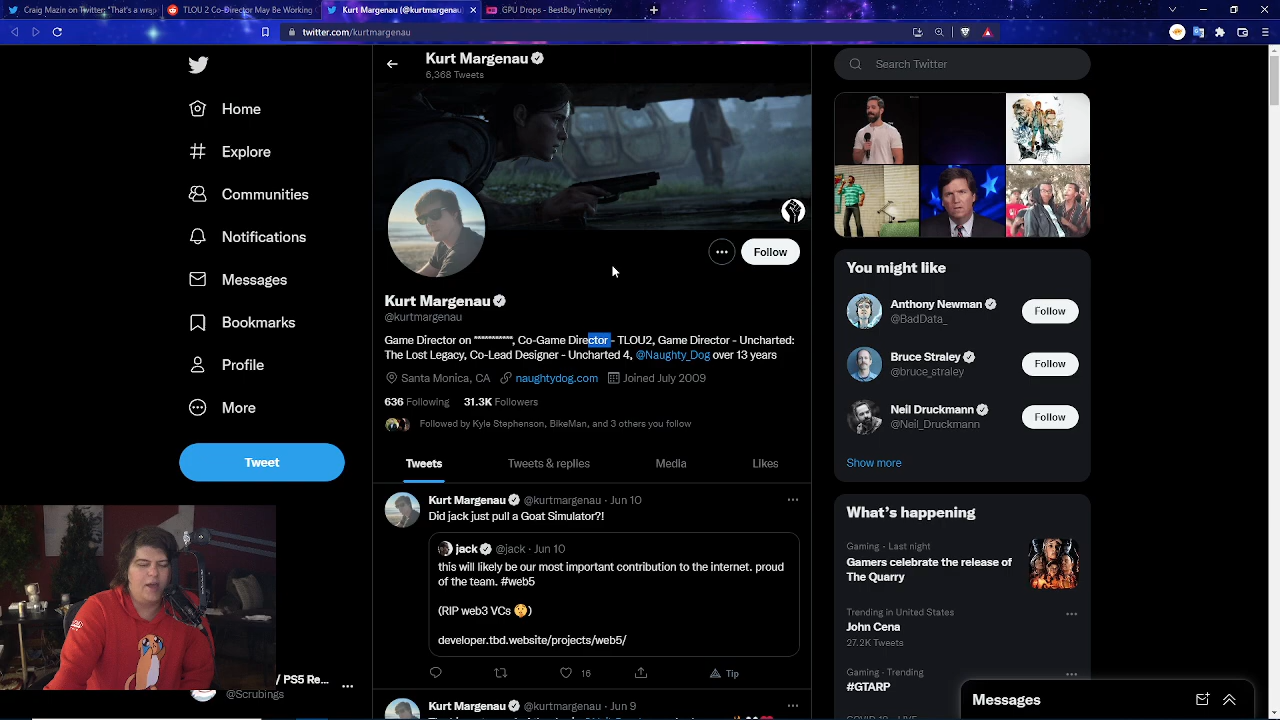 Craig Mazin on Twitter: "That's a wrap
TLOU 2 Co-Director May Be Working
Kurt Margenau (@kurtmargenau)
GPU Drops - BestBuy Inventory
twitter.com/kurtmargenau
Home
Explore
Communities
Notifications
Messages
Bookmarks
Profile
More
Tweet
/ PS5 Re...
@Scrubings
Kurt Margenau
6,368 Tweets
Follow
Kurt Margenau
@kurtmargenau
Game Director on **********, Co-Game Director - TLOU2, Game Director - Uncharted:
The Lost Legacy, Co-Lead Designer - Uncharted 4, @Naughty_Dog over 13 years
Santa Monica, CA naughtydog.com Joined July 2009
636 Following 31.3K Followers
Followed by Kyle Stephenson, BikeMan, and 3 others you follow
Tweets Tweets & replies Media Likes
Kurt Margenau @kurtmargenau · Jun 10
Did jack just pull a Goat Simulator?!
jack @jack · Jun 10
this will likely be our most important contribution to the internet. proud
of the team. #web5
(RIP web3 VCs 🤫)
developer.tbd.website/projects/web5/
16 Tip
Kurt Margenau @kurtmargenau · Jun 9
Search Twitter
You might like
Anthony Newman
@BadData_
Follow
Bruce Straley
@bruce_straley
Follow
Neil Druckmann
@Neil_Druckmann
Follow
Show more
What's happening
Gaming · Last night
Gamers celebrate the release of
The Quarry
Trending in United States
John Cena
27.2K Tweets
Gaming · Trending
#GTARP
Messages